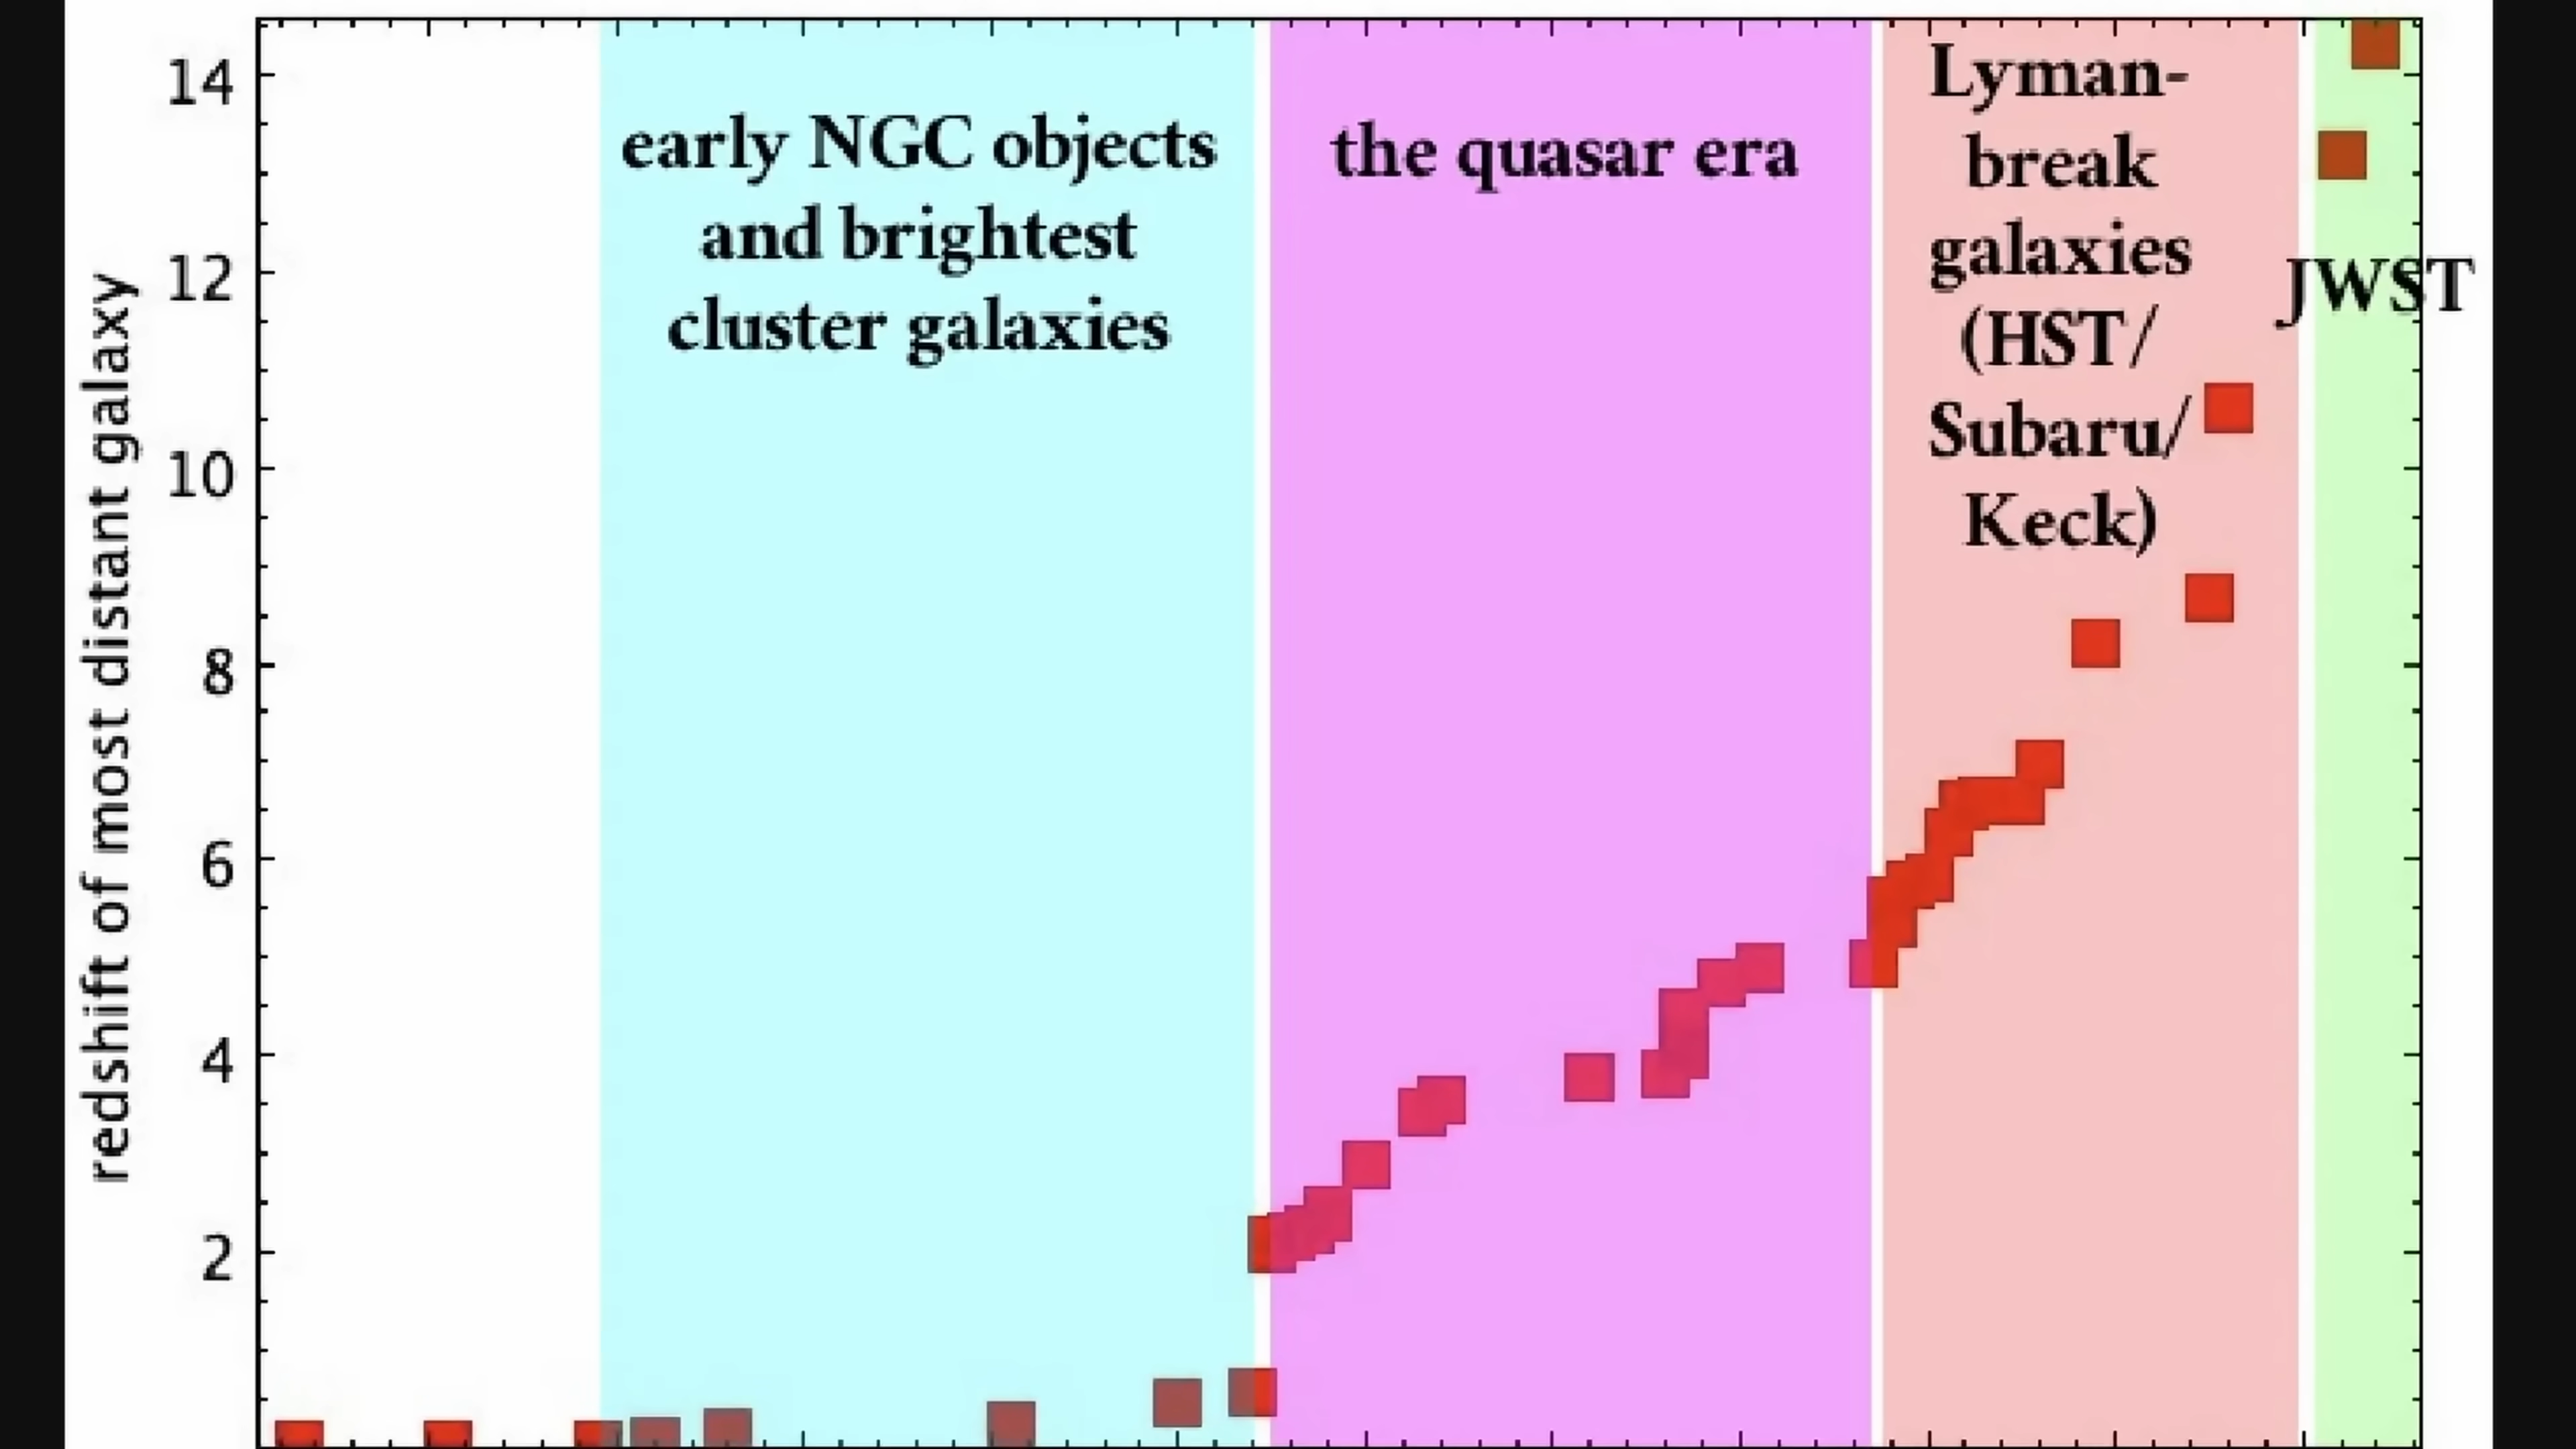 redshift of most distant galaxy
14
12
10
8
6
4
2
early NGC objects
and brightest
cluster galaxies
the quasar era
Lyman-
break
galaxies
(HST/
Subaru/
Keck)
JWST